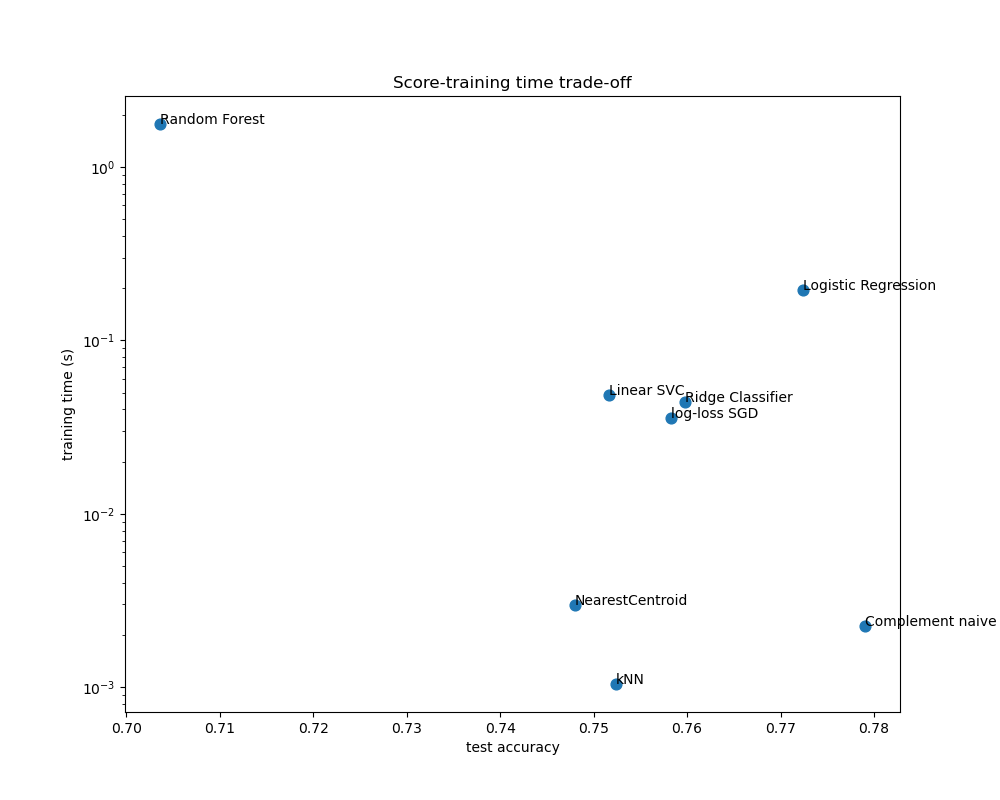 Score-training time trade-off
Random Forest
10⁰
Logistic Regression
10⁻¹
Linear SVC
Ridge Classifier
log-loss SGD
training time (s)
10⁻²
NearestCentroid
Complement naive
kNN
10⁻³
0.70 0.71 0.72 0.73 0.74 0.75 0.76 0.77 0.78
test accuracy